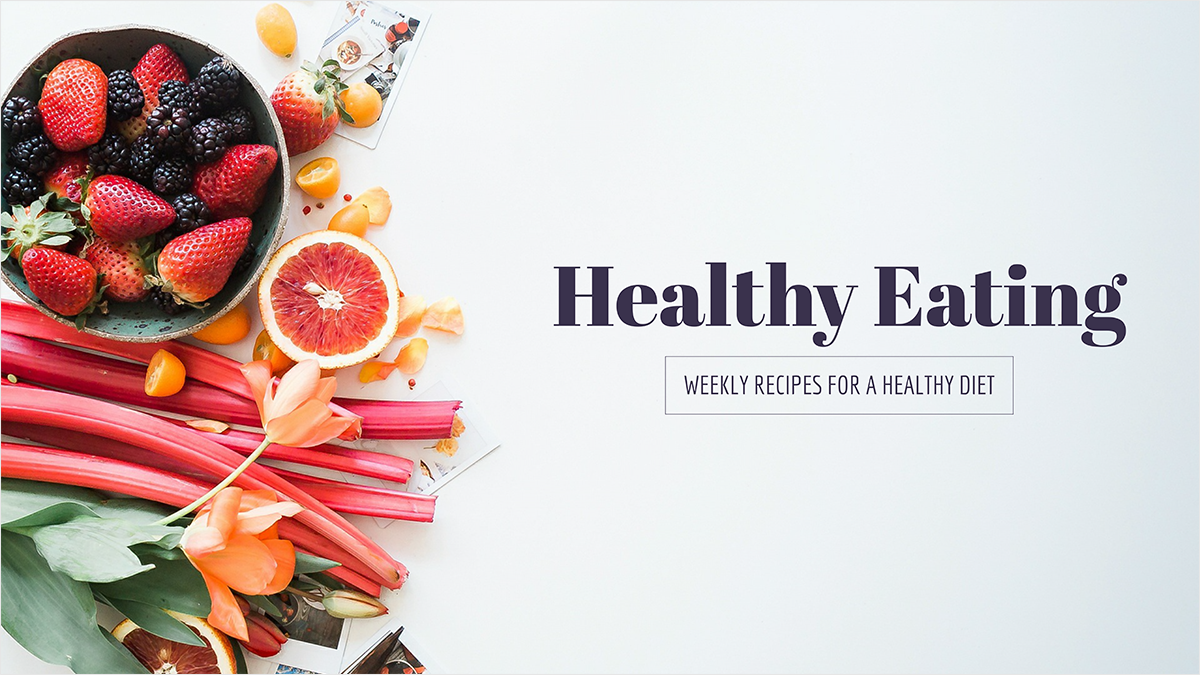 Healthy Eating
WEEKLY RECIPES FOR A HEALTHY DIET